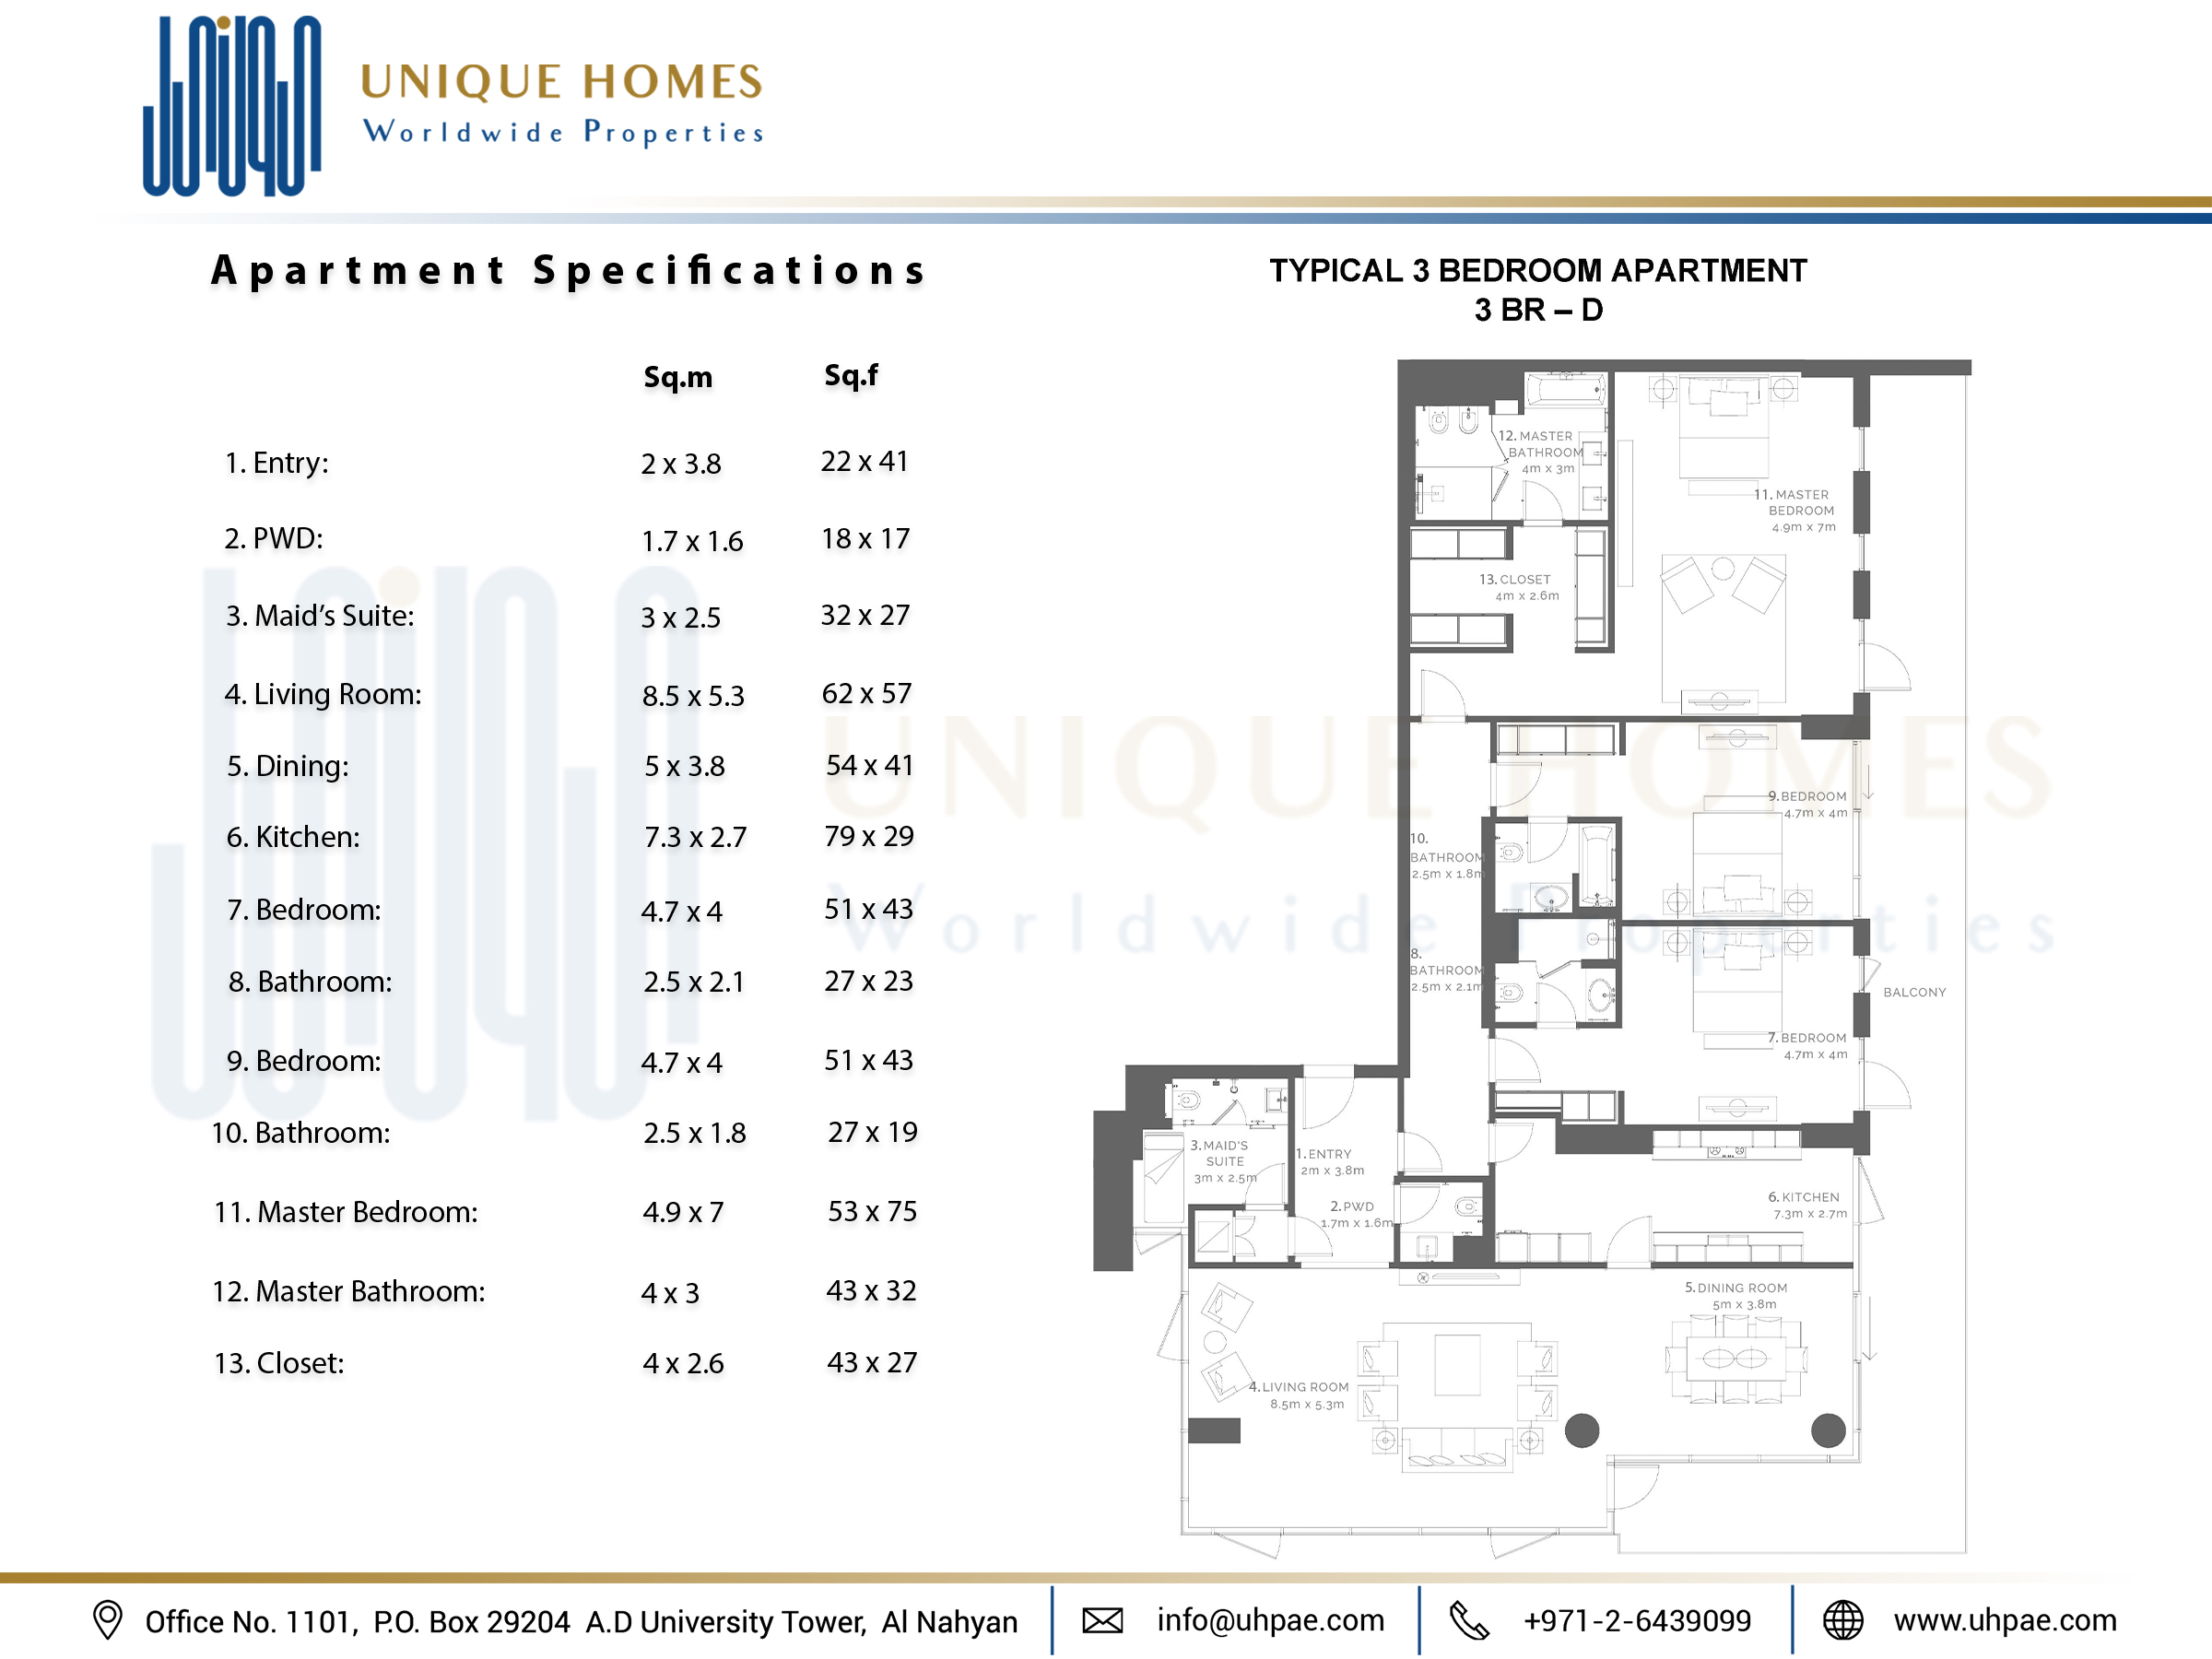 UNIQUE HOMES
Worldwide Properties
Apartment Specifications
Sq.m Sq.f
1. Entry: 2 x 3.8 22 x 41
2. PWD: 1.7 x 1.6 18 x 17
3. Maid's Suite: 3 x 2.5 32 x 27
4. Living Room: 8.5 x 5.3 62 x 57
5. Dining: 5 x 3.8 54 x 41
6. Kitchen: 7.3 x 2.7 79 x 29
7. Bedroom: 4.7 x 4 51 x 43
8. Bathroom: 2.5 x 2.1 27 x 23
9. Bedroom: 4.7 x 4 51 x 43
10. Bathroom: 2.5 x 1.8 27 x 19
11. Master Bedroom: 4.9 x 7 53 x 75
12. Master Bathroom: 4 x 3 43 x 32
13. Closet: 4 x 2.6 43 x 27
TYPICAL 3 BEDROOM APARTMENT
3 BR – D
12. MASTER
BATHROOM
4m x 3m
11. MASTER
BEDROOM
4.9m x 7m
13. CLOSET
4m x 2.6m
9. BEDROOM
4.7m x 4m
10.
BATHROOM
2.5m x 1.8m
8.
BATHROOM
2.5m x 2.1m
BALCONY
7. BEDROOM
4.7m x 4m
3. MAID'S
SUITE
3m x 2.5m
1. ENTRY
2m x 3.8m
2. PWD
1.7m x 1.6m
6. KITCHEN
7.3m x 2.7m
5. DINING ROOM
5m x 3.8m
4. LIVING ROOM
8.5m x 5.3m
UNIQUE HOMES
Worldwide Properties
Office No. 1101, P.O. Box 29204 A.D University Tower, Al Nahyan
info@uhpae.com
+971-2-6439099
www.uhpae.com